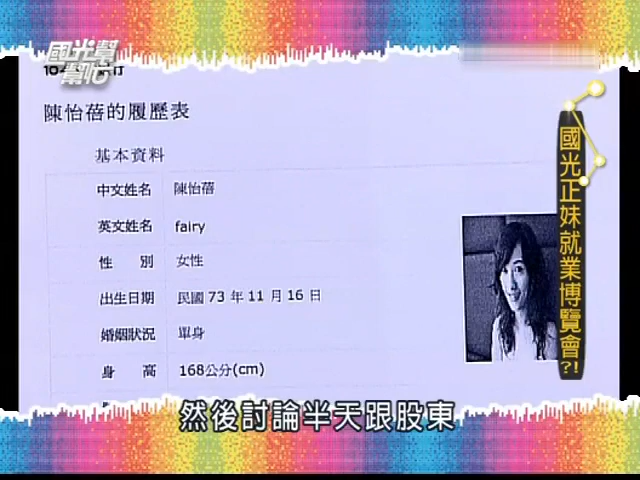 國光幫
幫忙
陳怡蓓的履歷表
基本資料
中文姓名 陳怡蓓
英文姓名 fairy
性 別 女性
出生日期 民國 73 年 11 月 16 日
婚姻狀況 單身
身 高 168公分(cm)
國光正妹就業博覽會?!
然後討論半天跟股東